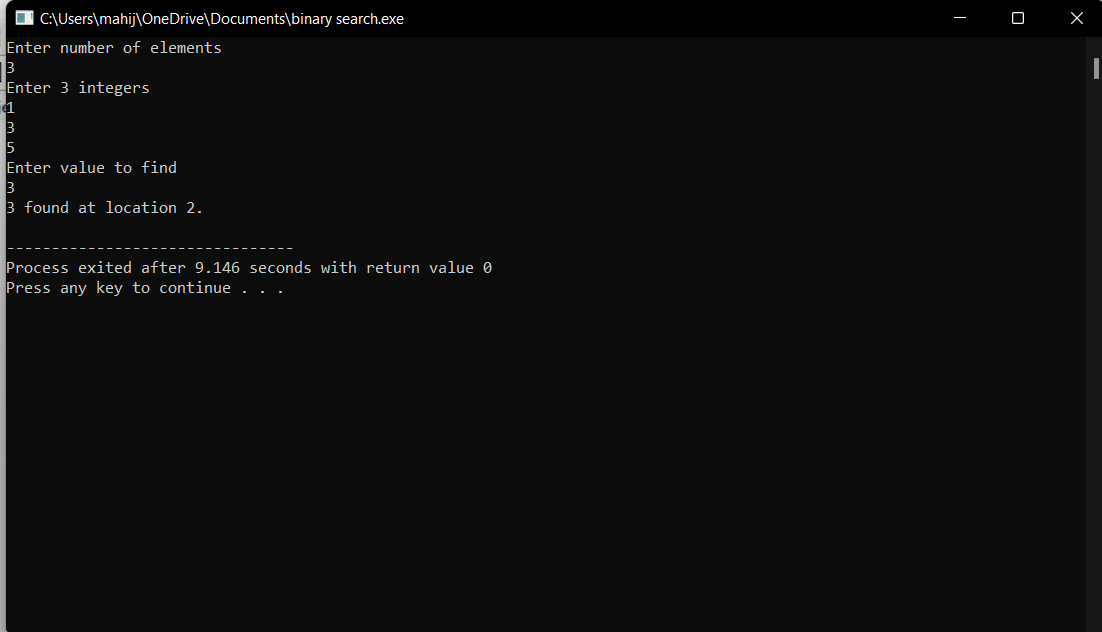 C:\Users\mahij\OneDrive\Documents\binary search.exe
Enter number of elements
3
Enter 3 integers
1
3
5
Enter value to find
3
3 found at location 2.
--------------------------------
Process exited after 9.146 seconds with return value 0
Press any key to continue . . .